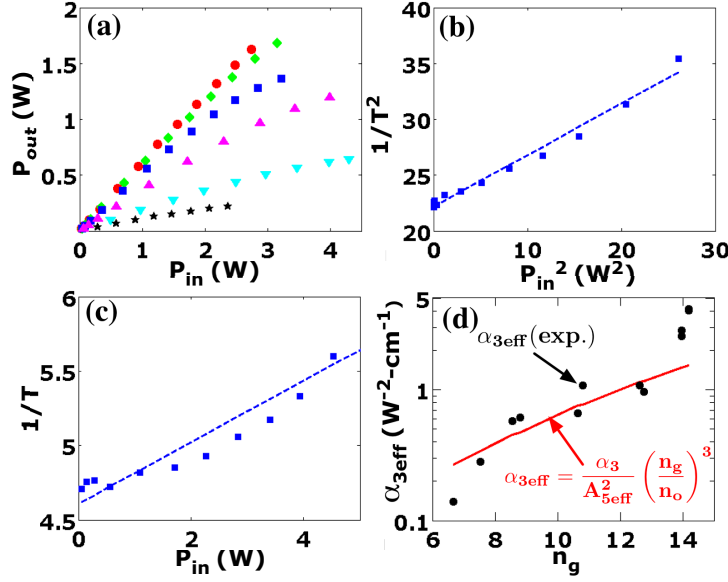 (a)
P_out (W)
2
1.5
1
0.5
0 1 2 3 4
P_in (W)
(b)
1/T^2
40
35
30
25
20
0 10 20 30
P_in^2 (W^2)
(c)
1/T
6
5.5
5
4.5
0 2 4
P_in (W)
(d)
α_3eff (W^-2-cm^-1)
5
1
0.1
α_3eff (exp.)
α_3eff = α_3/A_5eff^2 (n_g/n_o)^3
6 8 10 12 14
n_g